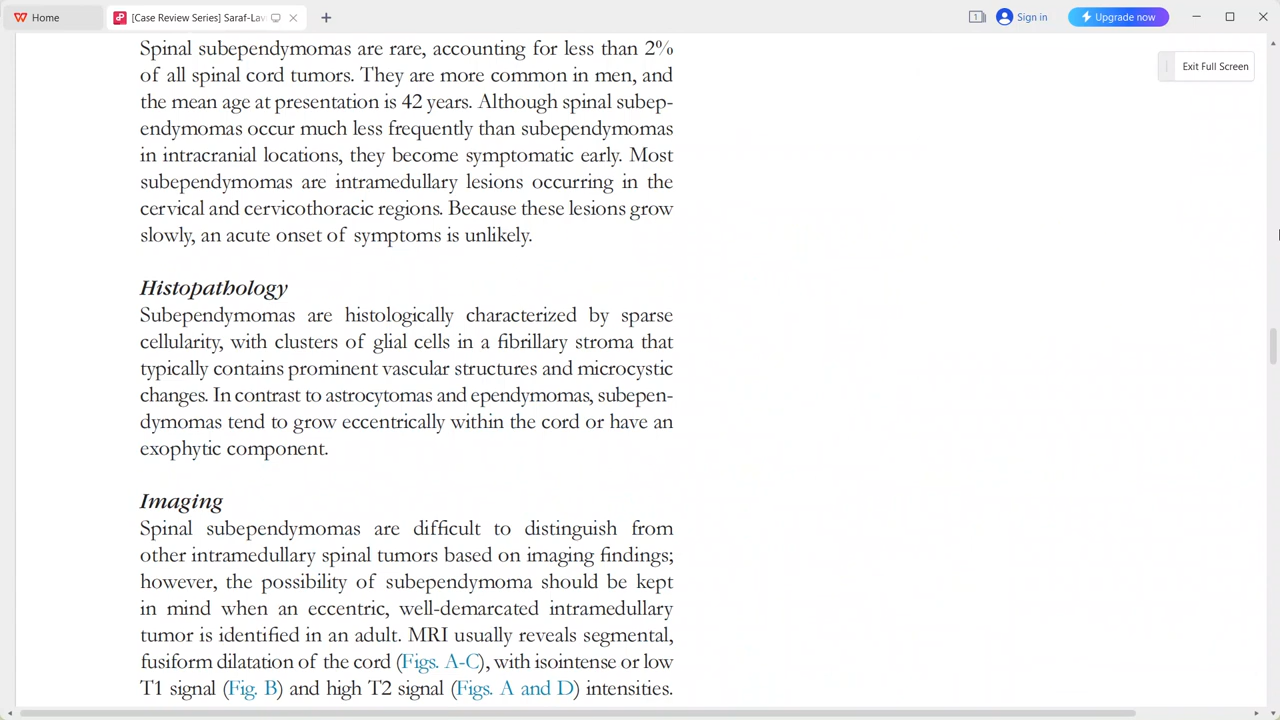 Home
[Case Review Series] Saraf-Lav
1
Sign in
Upgrade now
Exit Full Screen
Spinal subependymomas are rare, accounting for less than 2%
of all spinal cord tumors. They are more common in men, and
the mean age at presentation is 42 years. Although spinal subep-
endymomas occur much less frequently than subependymomas
in intracranial locations, they become symptomatic early. Most
subependymomas are intramedullary lesions occurring in the
cervical and cervicothoracic regions. Because these lesions grow
slowly, an acute onset of symptoms is unlikely.
Histopathology
Subependymomas are histologically characterized by sparse
cellularity, with clusters of glial cells in a fibrillary stroma that
typically contains prominent vascular structures and microcystic
changes. In contrast to astrocytomas and ependymomas, subepen-
dymomas tend to grow eccentrically within the cord or have an
exophytic component.
Imaging
Spinal subependymomas are difficult to distinguish from
other intramedullary spinal tumors based on imaging findings;
however, the possibility of subependymoma should be kept
in mind when an eccentric, well-demarcated intramedullary
tumor is identified in an adult. MRI usually reveals segmental,
fusiform dilatation of the cord (Figs. A-C), with isointense or low
T1 signal (Fig. B) and high T2 signal (Figs. A and D) intensities.